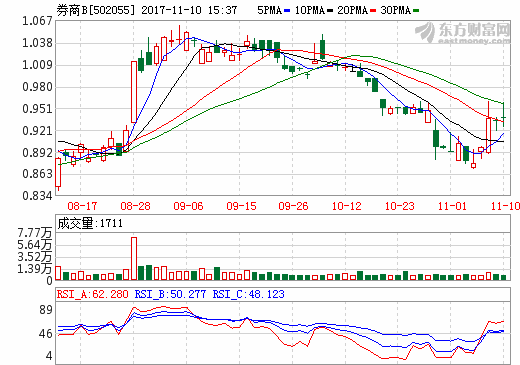 券商B[502055] 2017-11-10 15:37 5PMA 10PMA 20PMA 30PMA
东方财富网
eastmoney.com
1.067
1.038
1.009
0.980
0.951
0.921
0.892
0.863
0.834
08-17 08-28 09-06 09-15 09-26 10-12 10-23 11-01 11-10
成交量:1711
7.77万
5.64万
3.52万
1.39万
0
RSI_A:62.280 RSI_B:50.277 RSI_C:48.123
89
46
4